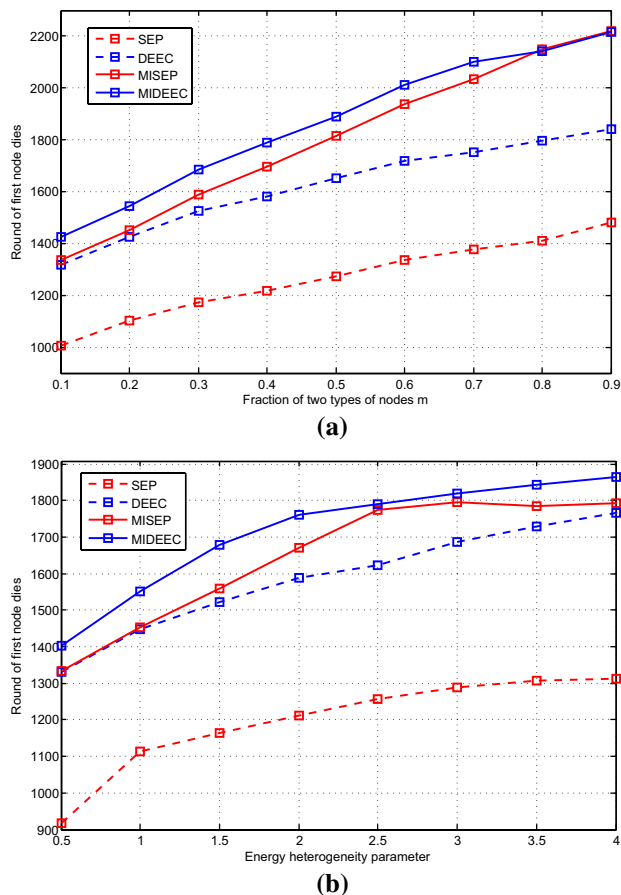 2200
2000
1800
1600
1400
1200
1000
Round of first node dies
SEP
DEEC
MISEP
MIDEEC
0.1 0.2 0.3 0.4 0.5 0.6 0.7 0.8 0.9
Fraction of two types of nodes m
(a)
1900
1800
1700
1600
1500
1400
1300
1200
1100
1000
900
Round of first node dies
SEP
DEEC
MISEP
MIDEEC
0.5 1 1.5 2 2.5 3 3.5 4
Energy heterogeneity parameter
(b)